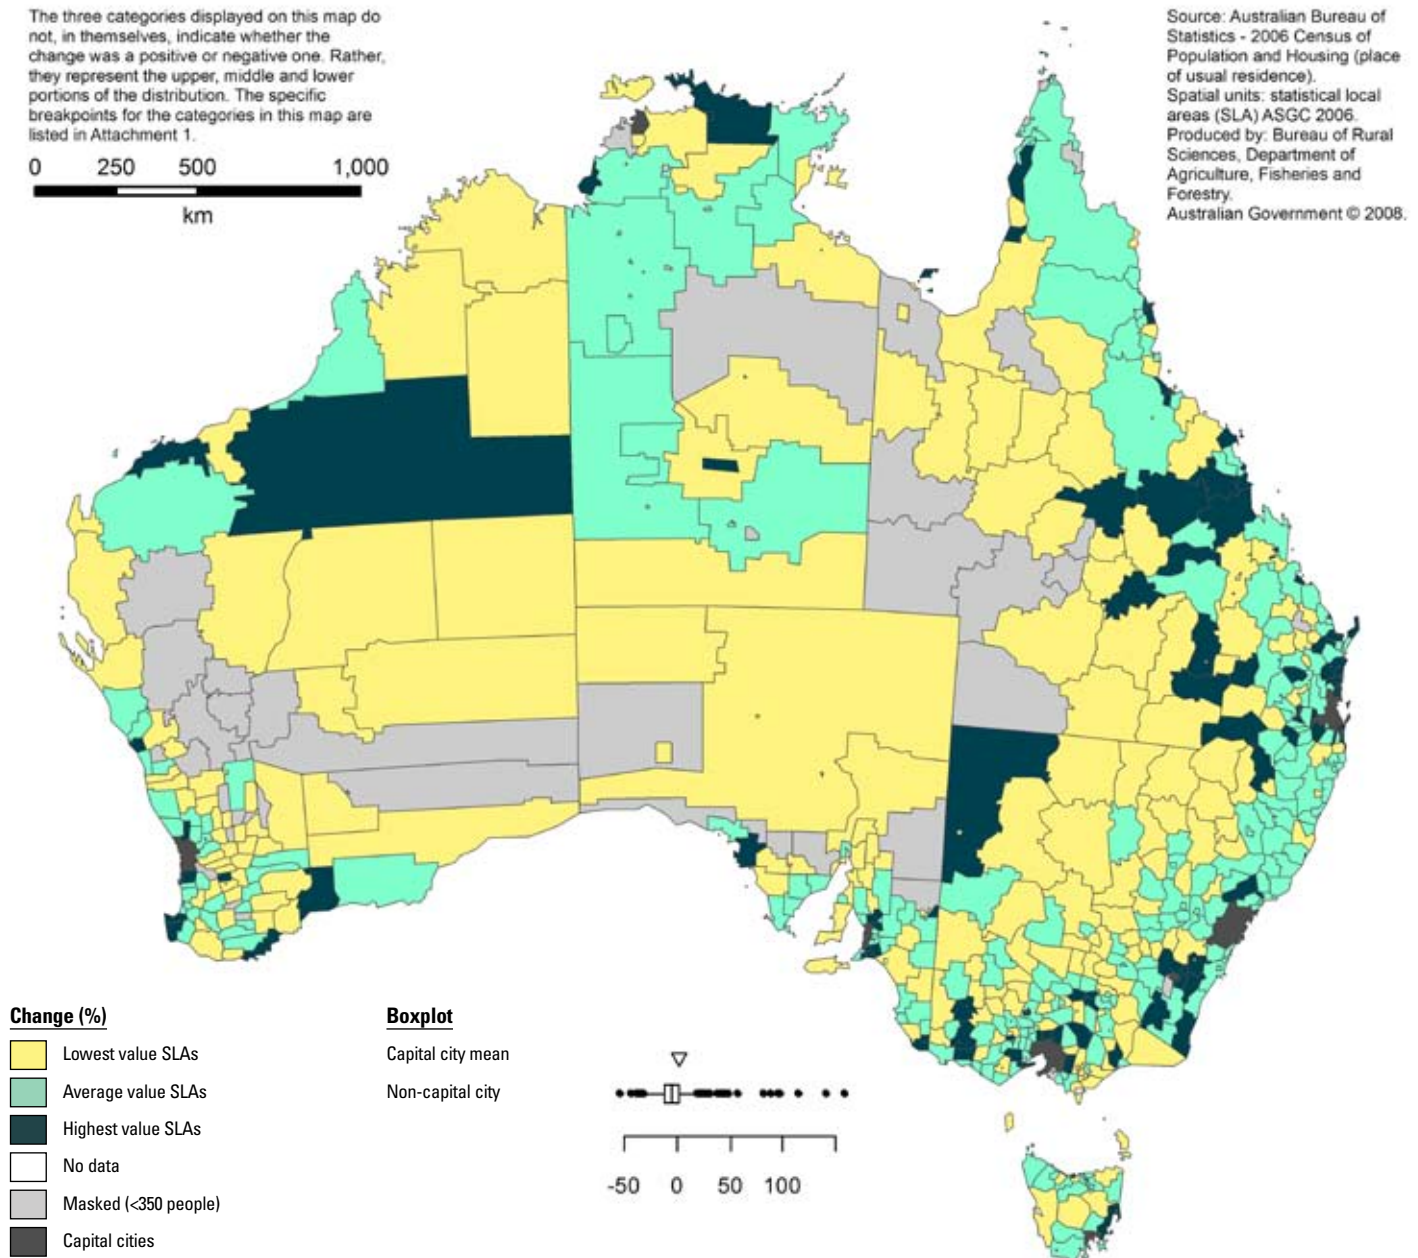 The three categories displayed on this map do
not, in themselves, indicate whether the
change was a positive or negative one. Rather,
they represent the upper, middle and lower
portions of the distribution. The specific
breakpoints for the categories in this map are
listed in Attachment 1.
0 250 500 1,000
km
Source: Australian Bureau of
Statistics - 2006 Census of
Population and Housing (place
of usual residence).
Spatial units: statistical local
areas (SLA) ASGC 2006.
Produced by: Bureau of Rural
Sciences, Department of
Agriculture, Fisheries and
Forestry.
Australian Government © 2008.
Change (%)
Lowest value SLAs
Average value SLAs
Highest value SLAs
No data
Masked (<350 people)
Capital cities
Boxplot
Capital city mean
Non-capital city
-50 0 50 100